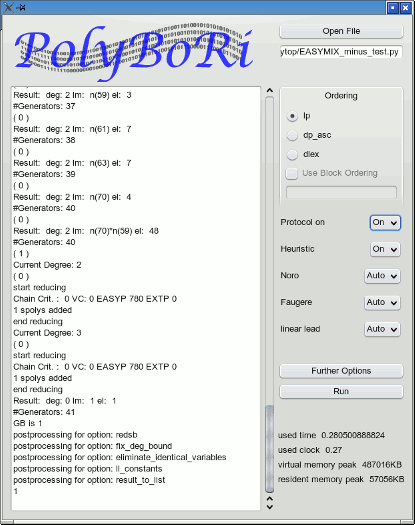 PolyBoRi
Result: deg: 2 lm: n(59) el: 3
#Generators: 37
( 0 )
Result: deg: 2 lm: n(61) el: 7
#Generators: 38
( 0 )
Result: deg: 2 lm: n(63) el: 7
#Generators: 39
( 0 )
Result: deg: 2 lm: n(70) el: 4
#Generators: 40
( 0 )
Result: deg: 2 lm: n(70)*n(59) el: 48
#Generators: 40
( 1 )
Current Degree: 2
( 0 )
start reducing
Chain Crit. : 0 VC: 0 EASYP 780 EXTP 0
1 spolys added
end reducing
Current Degree: 3
( 0 )
start reducing
Chain Crit. : 0 VC: 0 EASYP 780 EXTP 0
1 spolys added
end reducing
Result: deg: 0 lm: 1 el: 1
#Generators: 41
GB is 1
postprocessing for option: redsb
postprocessing for option: fix_deg_bound
postprocessing for option: eliminate_identical_variables
postprocessing for option: ll_constants
postprocessing for option: result_to_list
1
Open File
ytop/EASYMIX_minus_test.py
Ordering
lp
dp_asc
dlex
Use Block Ordering
Protocol on On
Heuristic On
Noro Auto
Faugere Auto
linear lead Auto
Further Options
Run
used time 0.280500888824
used clock 0.27
virtual memory peak 487016KB
resident memory peak 57056KB